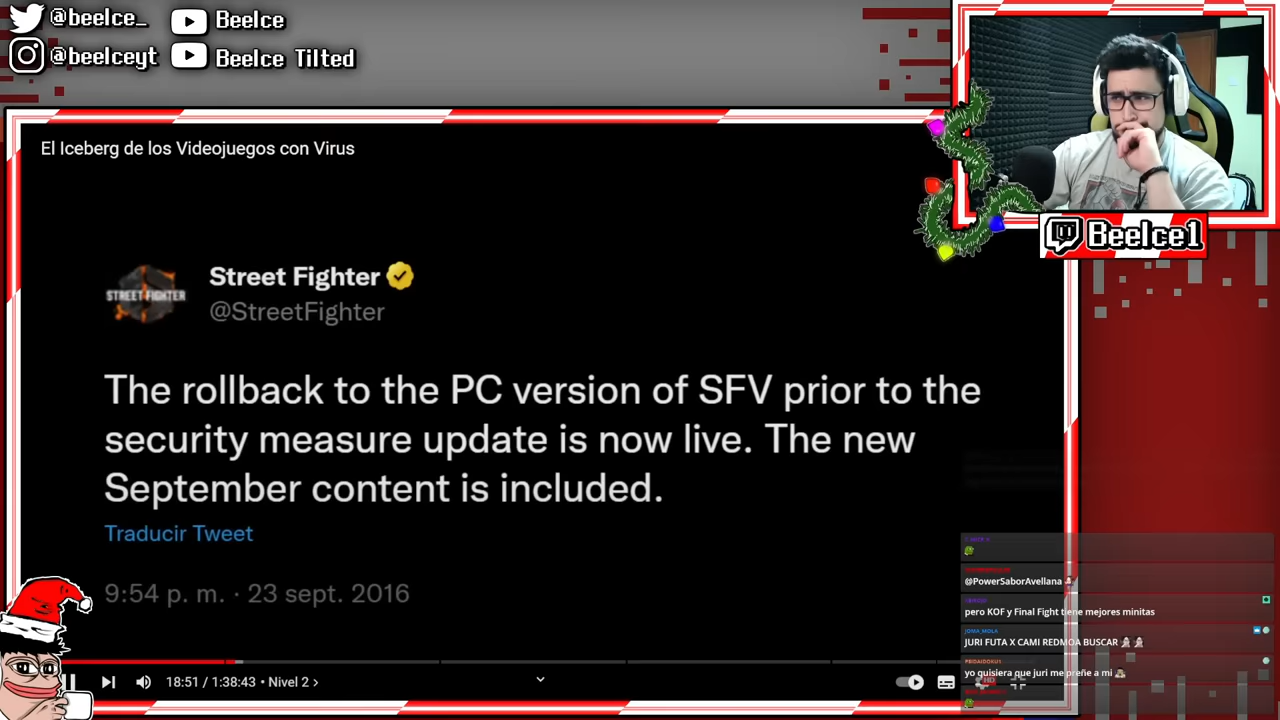 @beelce_
Beelce
@beelceyt
Beelce Tilted
El Iceberg de los Videojuegos con Virus
Beelce1
Street Fighter
STREET FIGHTER
@StreetFighter
The rollback to the PC version of SFV prior to the
security measure update is now live. The new
September content is included.
Traducir Tweet
9:54 p. m. · 23 sept. 2016
@PowerSaborAvellana
pero KOF y Final Fight tiene mejores minitas
JURI FUTA X CAMI REDMOA BUSCAR
yo quisiera que juri me preñe a mi
18:51 / 1:38:43 • Nivel 2 ›